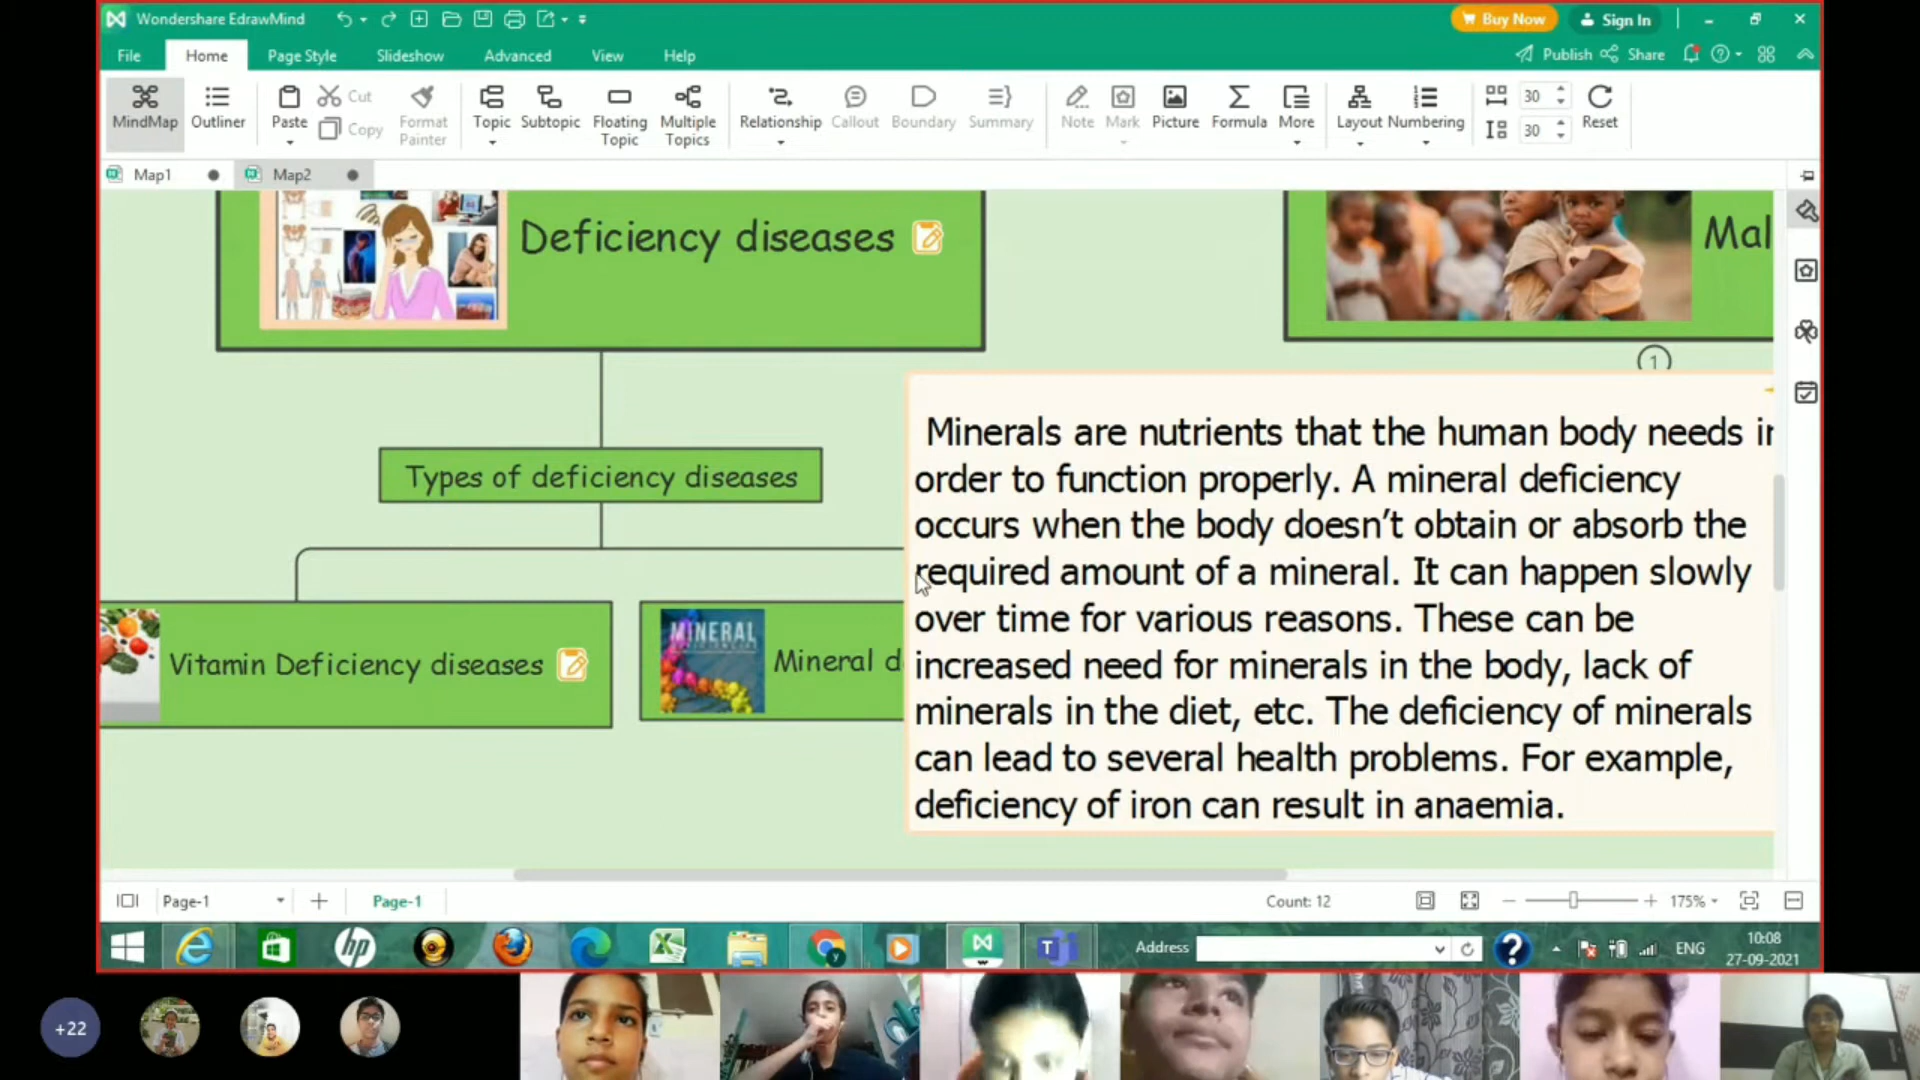 Wondershare EdrawMind
Buy Now
Sign In
File
Home
Page Style
Slideshow
Advanced
View
Help
Publish
Share
MindMap
Outliner
Paste
Cut
Copy
Format
Painter
Topic
Subtopic
Floating
Topic
Multiple
Topics
Relationship
Callout
Boundary
Summary
Note
Mark
Picture
Formula
More
Layout
Numbering
30
30
Reset
Map1
Map2
Deficiency diseases
Mal
1
Types of deficiency diseases
Vitamin Deficiency diseases
MINERAL
Mineral d
Minerals are nutrients that the human body needs in
order to function properly. A mineral deficiency
occurs when the body doesn’t obtain or absorb the
required amount of a mineral. It can happen slowly
over time for various reasons. These can be
increased need for minerals in the body, lack of
minerals in the diet, etc. The deficiency of minerals
can lead to several health problems. For example,
deficiency of iron can result in anaemia.
Page-1
Page-1
Count: 12
175%
Address
ENG
10:08
27-09-2021
+22